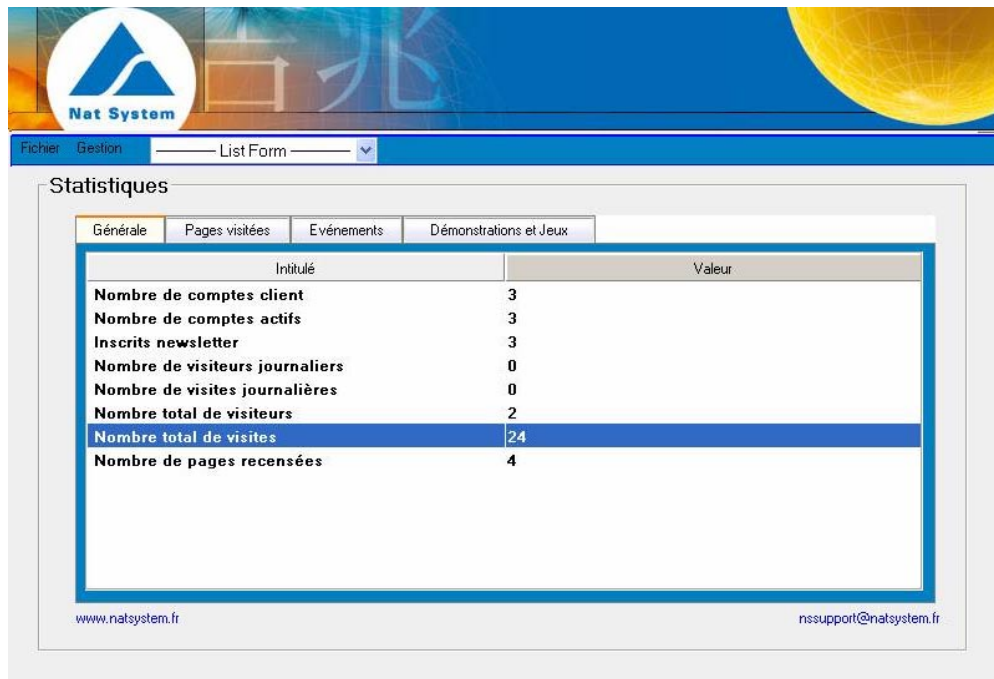 兆
Nat System
Fichier Gestion ——— List Form ———
Statistiques
Générale Pages visitées Evénements Démonstrations et Jeux
Intitulé Valeur
Nombre de comptes client 3
Nombre de comptes actifs 3
Inscrits newsletter 3
Nombre de visiteurs journaliers 0
Nombre de visites journalières 0
Nombre total de visiteurs 2
Nombre total de visites 24
Nombre de pages recensées 4
www.natsystem.fr nssupport@natsystem.fr